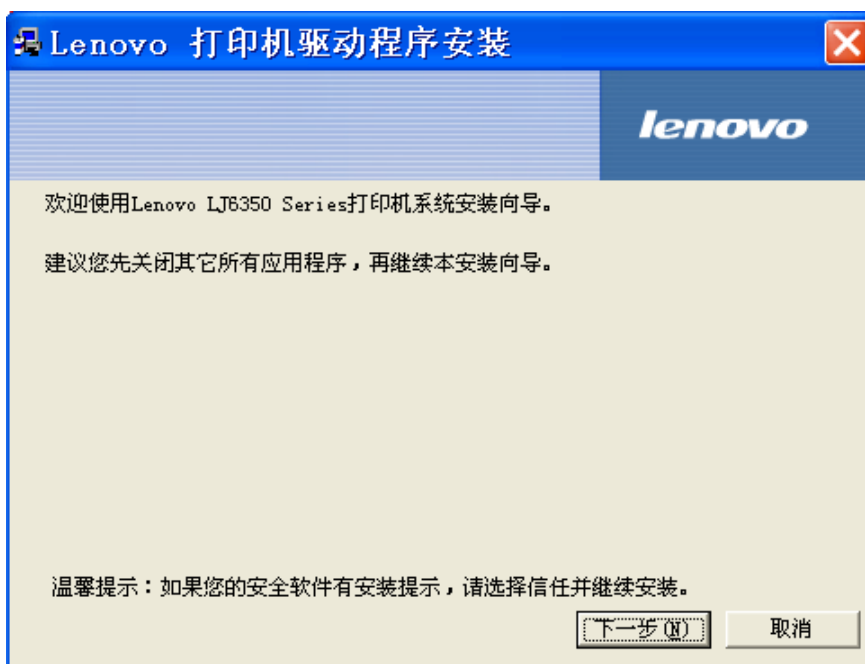 Lenovo 打印机驱动程序安装
lenovo
欢迎使用Lenovo LJ6350 Series打印机系统安装向导。
建议您先关闭其它所有应用程序，再继续本安装向导。
温馨提示：如果您的安全软件有安装提示，请选择信任并继续安装。
下一步(N)
取消